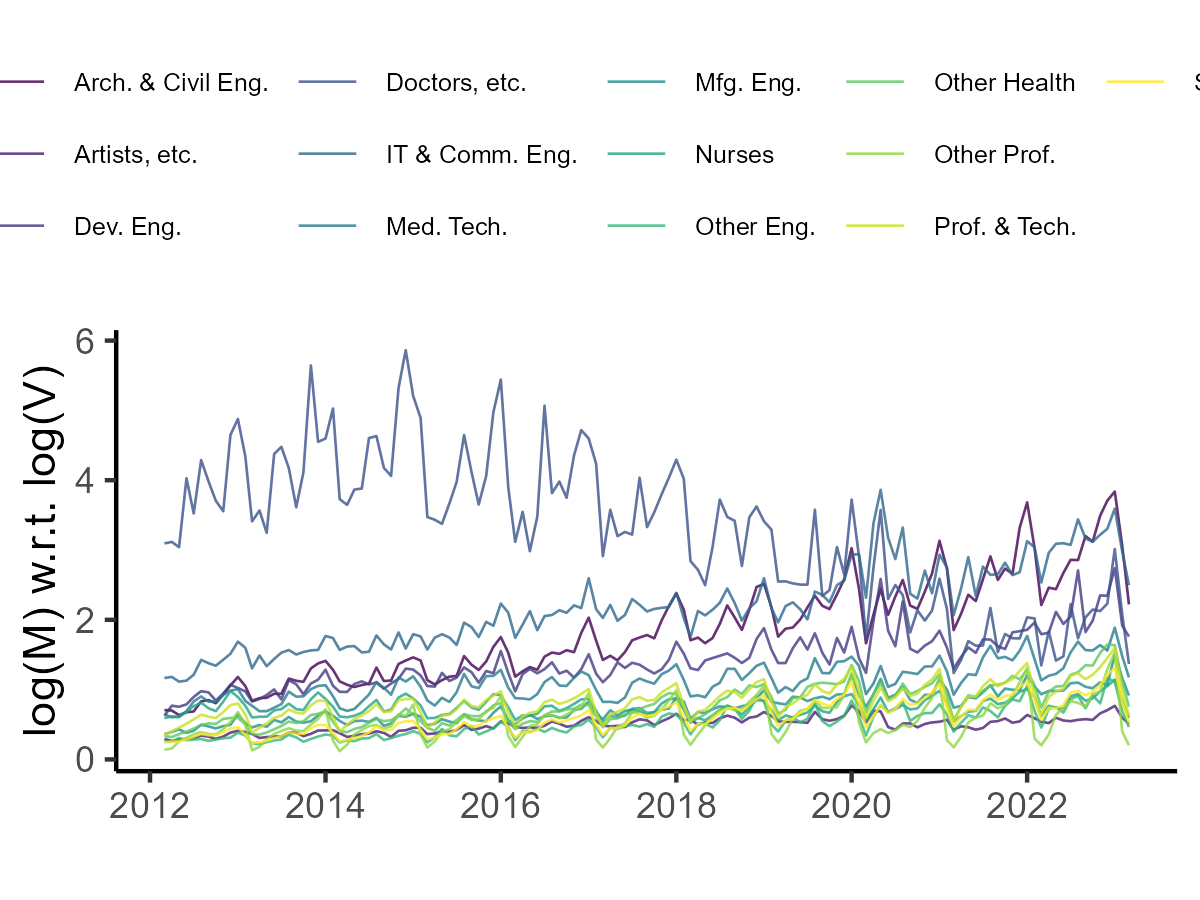 Arch. & Civil Eng. Doctors, etc. Mfg. Eng. Other Health
Artists, etc. IT & Comm. Eng. Nurses Other Prof.
Dev. Eng. Med. Tech. Other Eng. Prof. & Tech.
log(M) w.r.t. log(V)
6
4
2
0
2012 2014 2016 2018 2020 2022